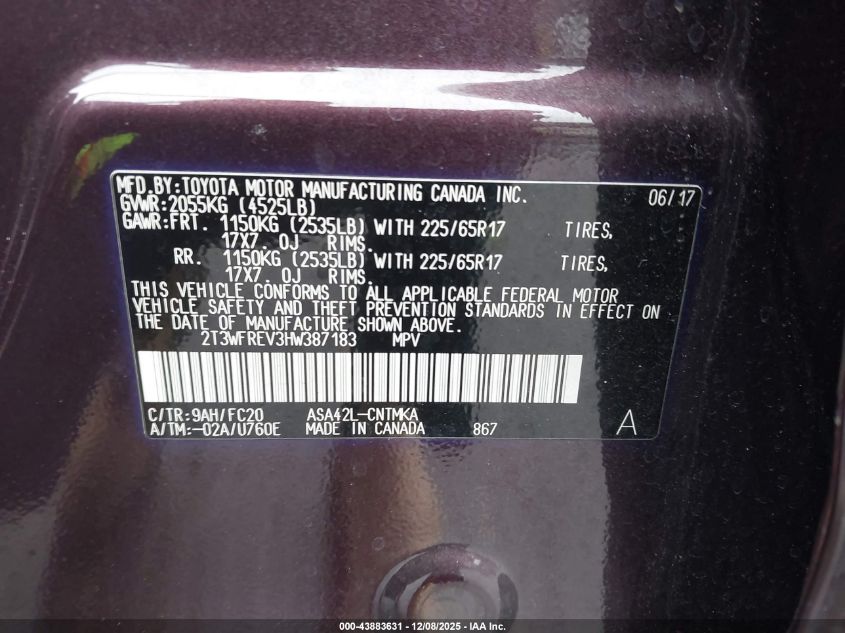 MFD.BY:TOYOTA MOTOR MANUFACTURING CANADA INC. 06/17
GVWR:2055KG (4525LB)
GAWR:FRT. 1150KG (2535LB) WITH 225/65R17 TIRES,
17X7.0J RIMS.
RR. 1150KG (2535LB) WITH 225/65R17 TIRES,
17X7.0J RIMS.
THIS VEHICLE CONFORMS TO ALL APPLICABLE FEDERAL MOTOR
VEHICLE SAFETY AND THEFT PREVENTION STANDARDS IN EFFECT ON
THE DATE OF MANUFACTURE SHOWN ABOVE.
2T3WFREV3HW387183 MPV
C/TR:9AH/FC20 ASA42L-CNTMKA
A/TM:-02A/U760E MADE IN CANADA 867 A
000-43883631 - 12/08/2025 - IAA Inc.